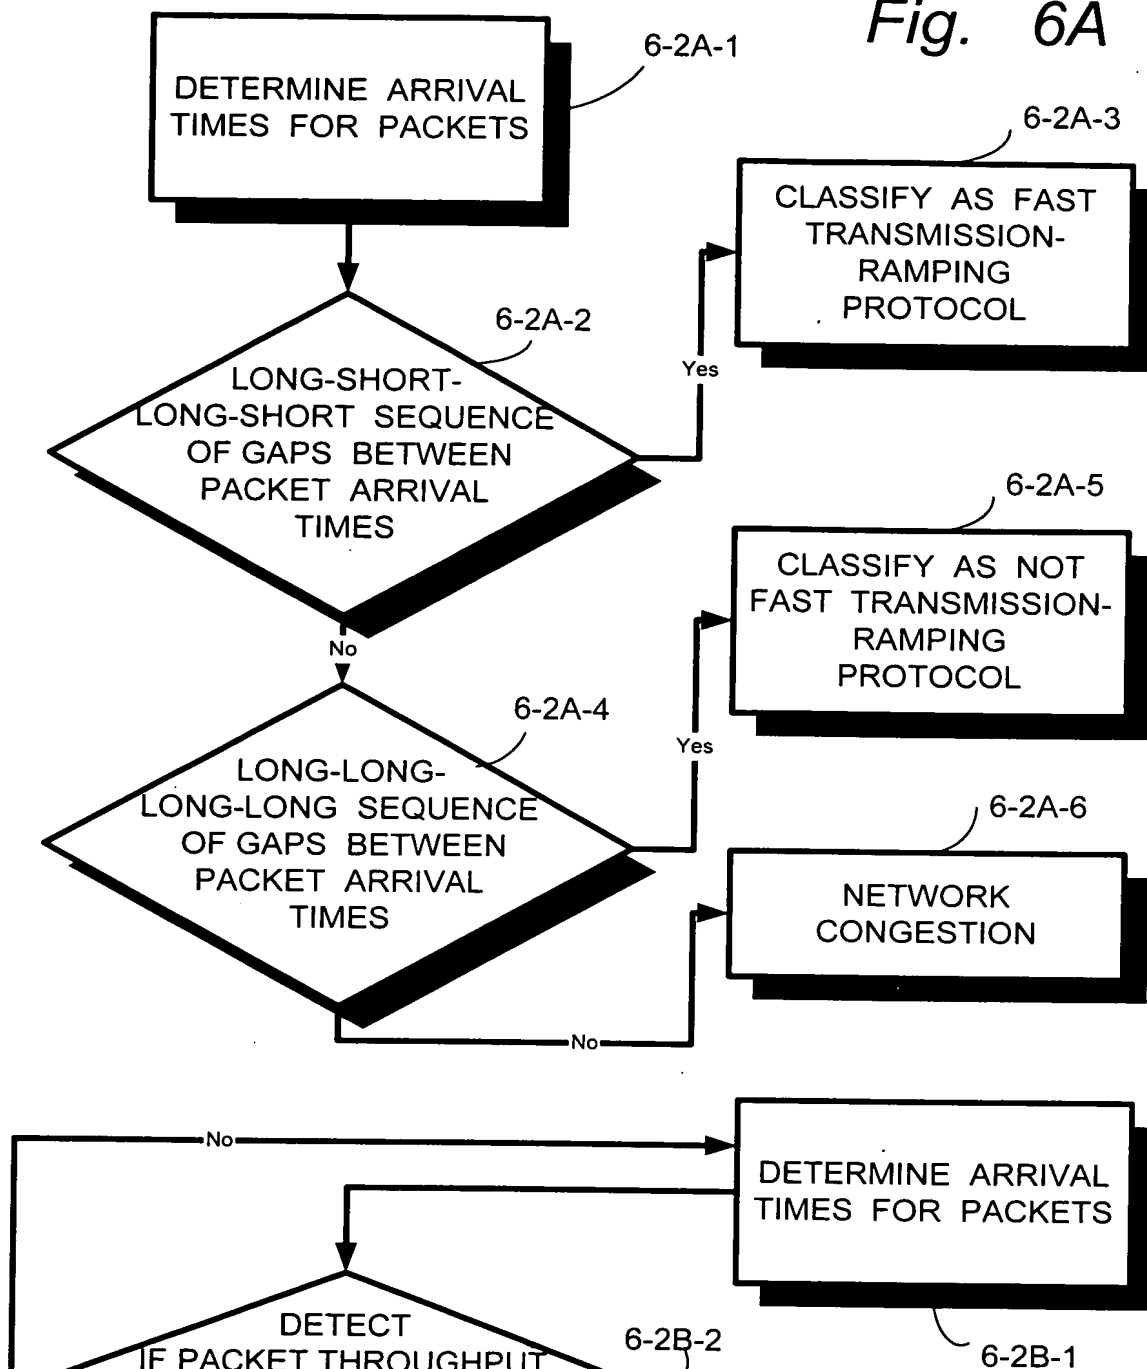 Fig. 6A
6-2A-1
DETERMINE ARRIVAL
TIMES FOR PACKETS
6-2A-3
CLASSIFY AS FAST
TRANSMISSION-
RAMPING
PROTOCOL
6-2A-2
LONG-SHORT-
LONG-SHORT SEQUENCE
OF GAPS BETWEEN
PACKET ARRIVAL
TIMES
Yes
No
6-2A-5
CLASSIFY AS NOT
FAST TRANSMISSION-
RAMPING
PROTOCOL
6-2A-4
LONG-LONG-
LONG-LONG SEQUENCE
OF GAPS BETWEEN
PACKET ARRIVAL
TIMES
Yes
6-2A-6
NETWORK
CONGESTION
No
No
DETERMINE ARRIVAL
TIMES FOR PACKETS
6-2B-1
DETECT
IF PACKET THROUGHPUT
6-2B-2